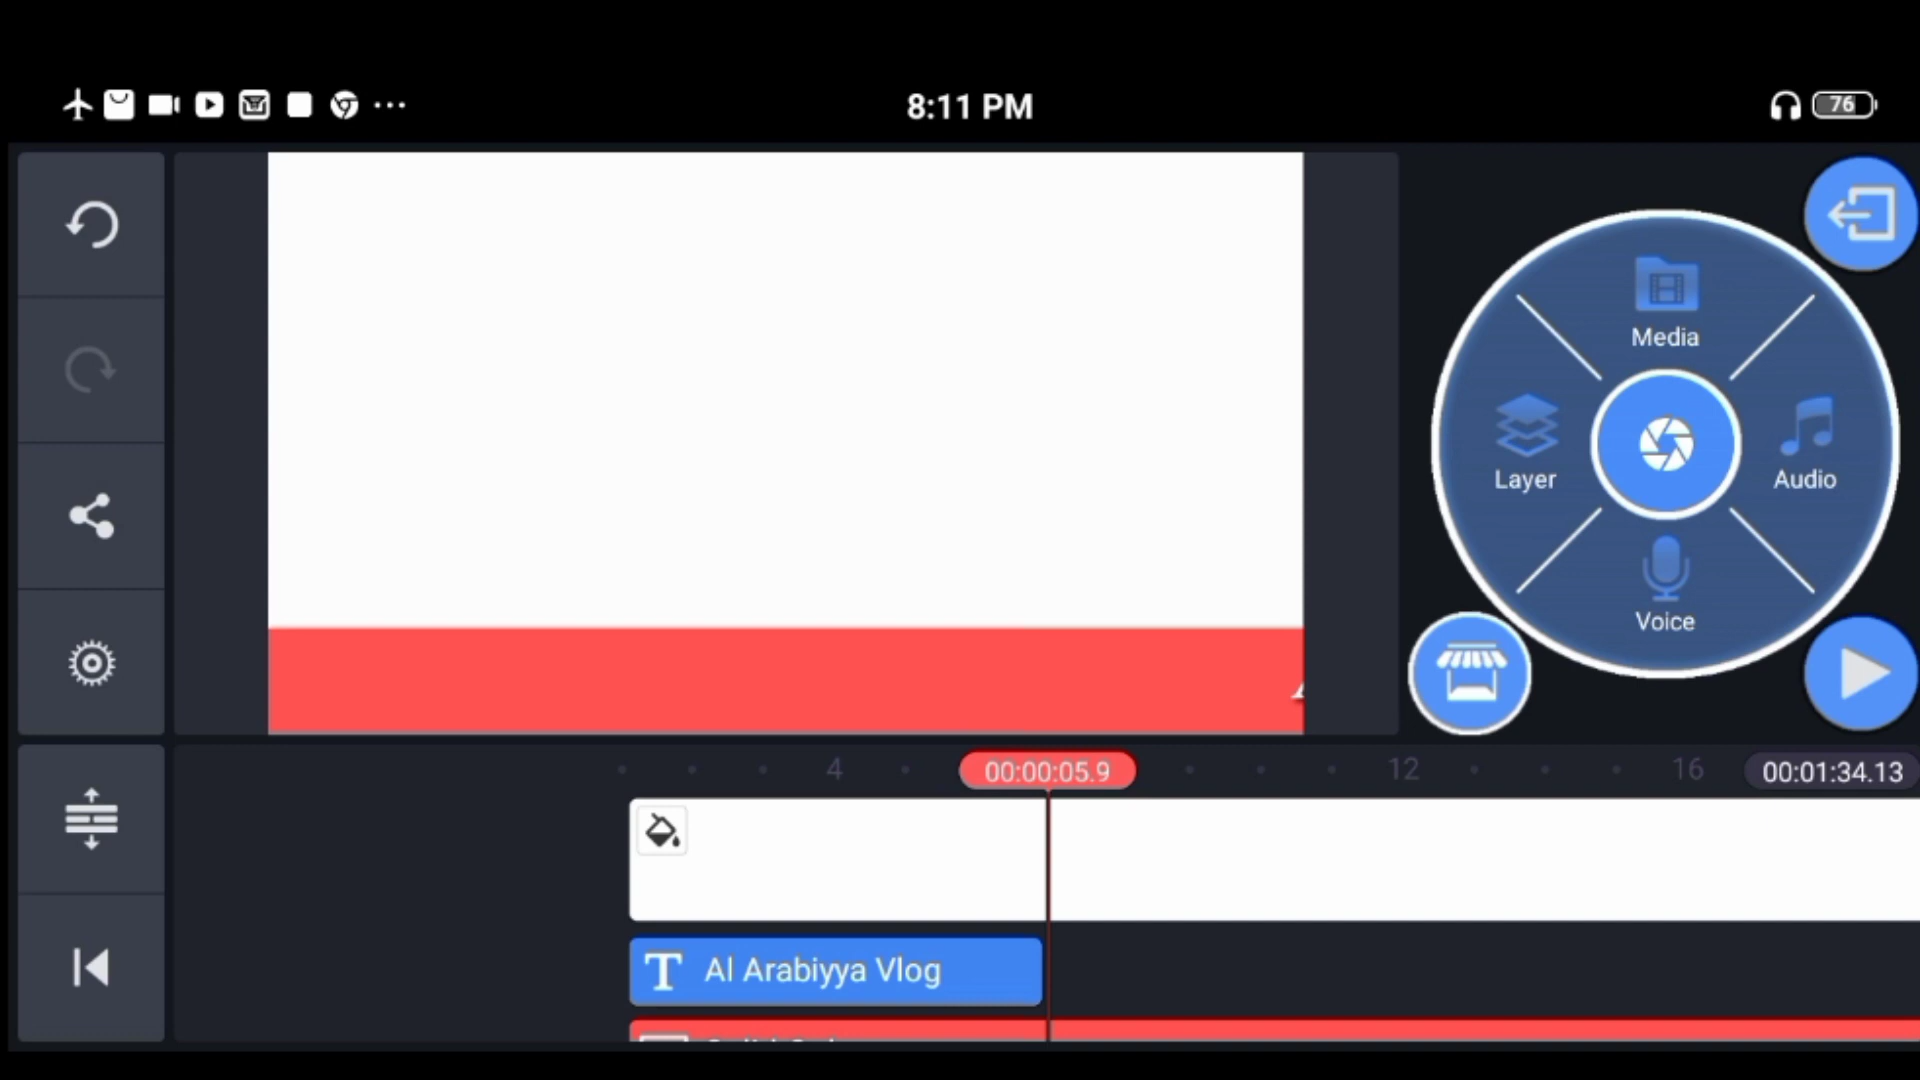 8:11 PM
76
Media
Layer
Audio
Voice
4
00:00:05.9
12
16
00:01:34.13
T Al Arabiyya Vlog